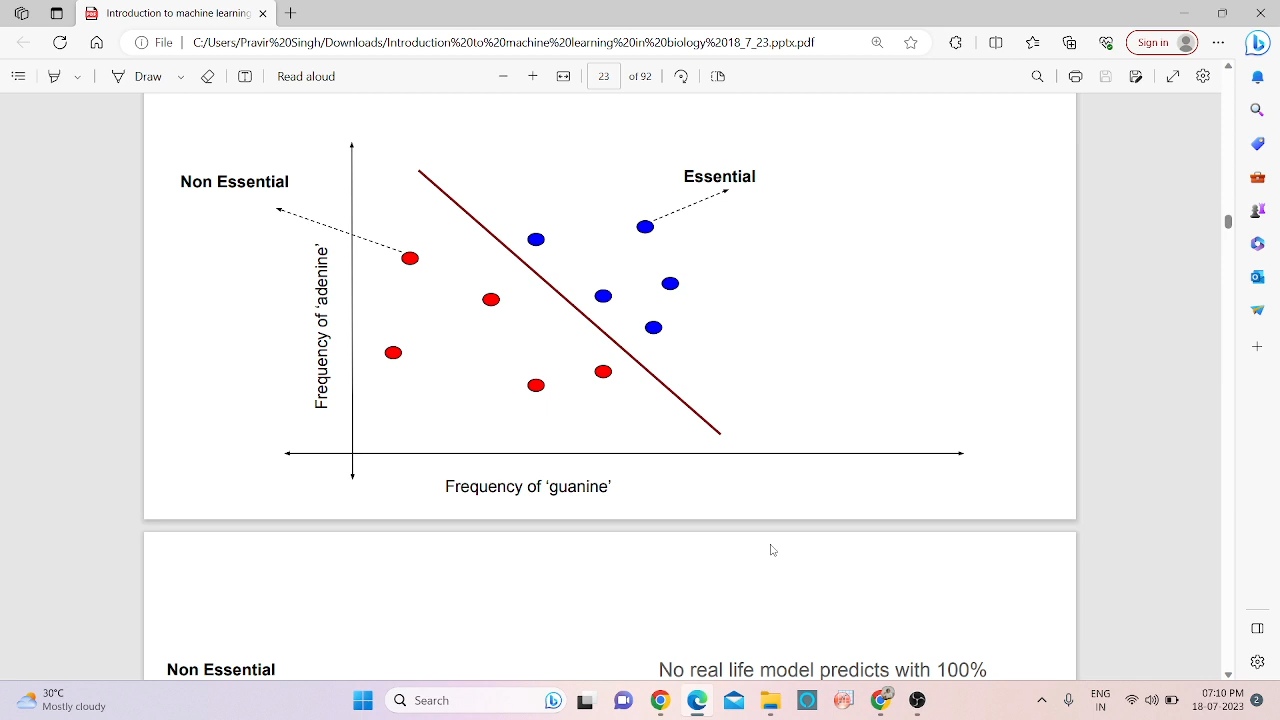 Introduction to machine learning
File
C:/Users/Pravir%20Singh/Downloads/Introduction%20to%20machine%20learning%20in%20biology%2018_7_23.pptx.pdf
Sign in
Draw
Read aloud
23 of 92
Non Essential
Essential
Frequency of 'adenine'
Frequency of 'guanine'
Non Essential
No real life model predicts with 100%
30°C
Mostly cloudy
Search
ENG
IN
07:10 PM
18-07-2023
2